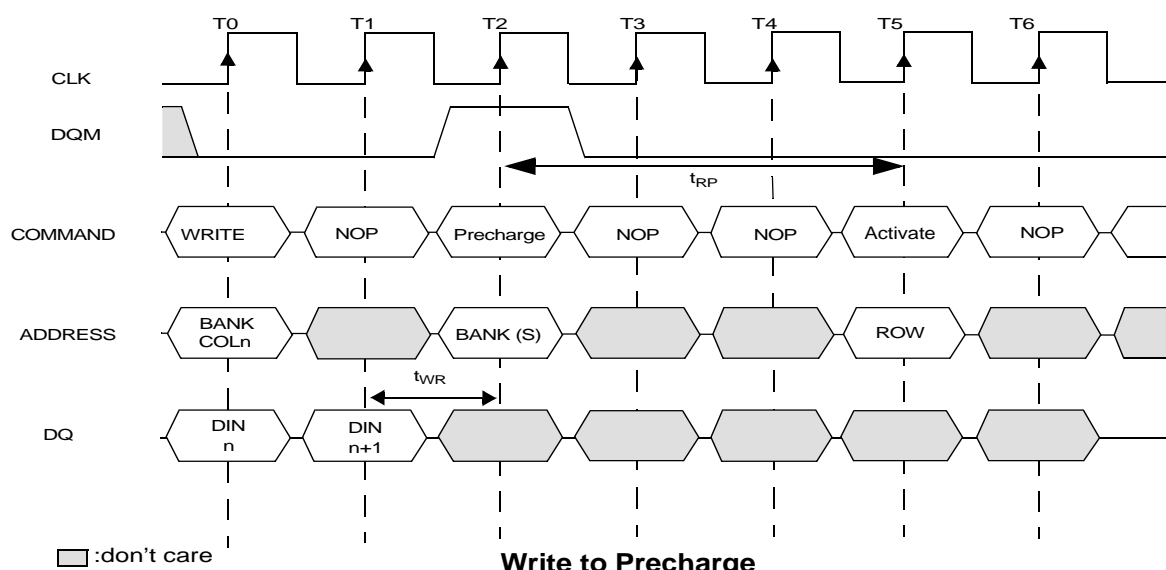 T0 T1 T2 T3 T4 T5 T6
CLK
DQM
tRP
COMMAND WRITE NOP Precharge NOP NOP Activate NOP
ADDRESS BANK COLn BANK (S) ROW
tWR
DQ DIN n DIN n+1
:don't care
Write to Precharge